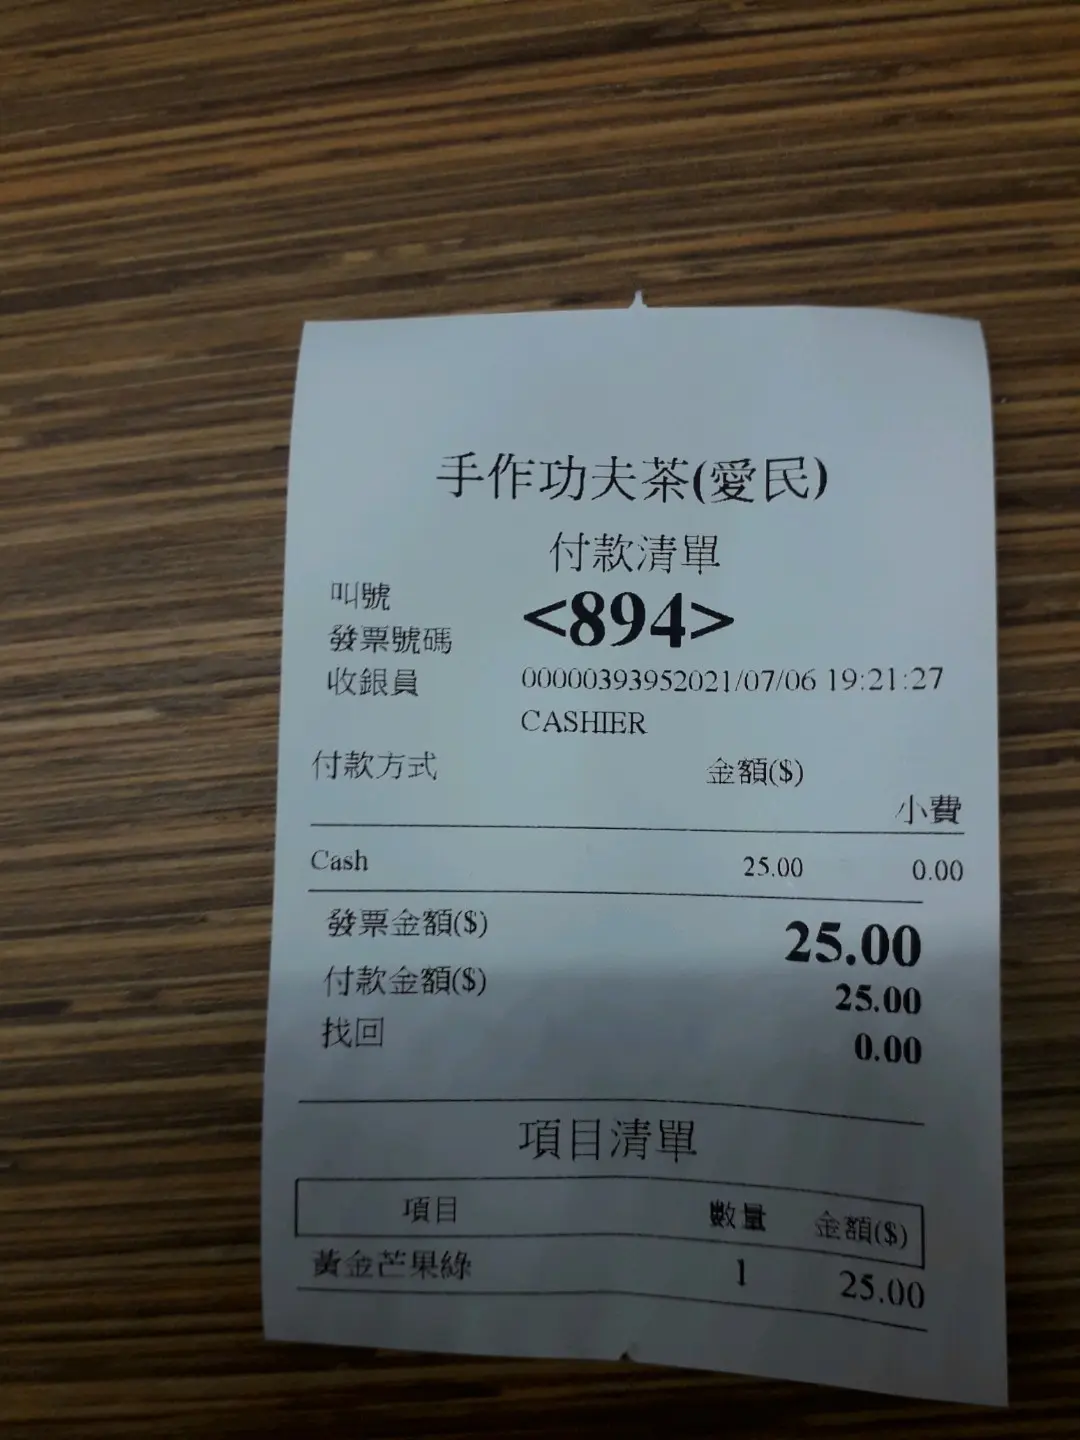 手作功夫茶(愛民)
付款清單
叫號 <894>
發票號碼
收銀員 00000393952021/07/06 19:21:27
CASHIER
付款方式 金額($)
小費
Cash 25.00 0.00
發票金額($) 25.00
付款金額($) 25.00
找回 0.00
項目清單
項目 數量 金額($)
黃金芒果綠 1 25.00